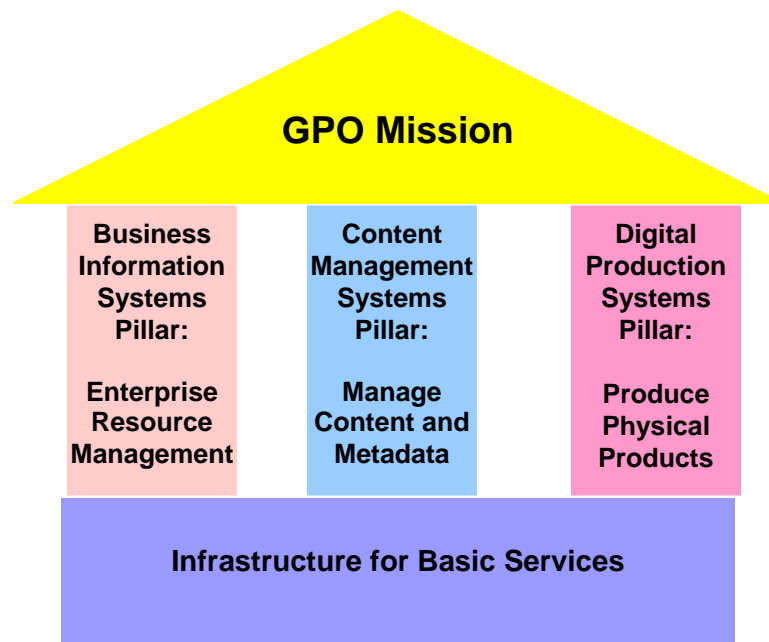 GPO Mission
Business
Information
Systems
Pillar:
Enterprise
Resource
Management
Content
Management
Systems
Pillar:
Manage
Content and
Metadata
Digital
Production
Systems
Pillar:
Produce
Physical
Products
Infrastructure for Basic Services